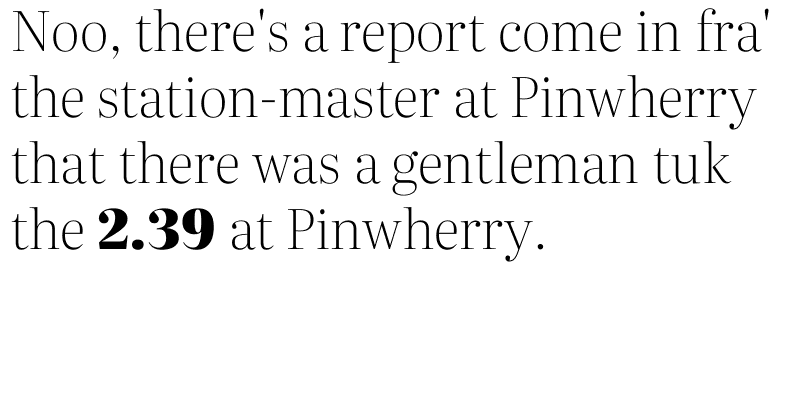 Noo, there's a report come in fra'
the station-master at Pinwherry
that there was a gentleman tuk
the 2.39 at Pinwherry.